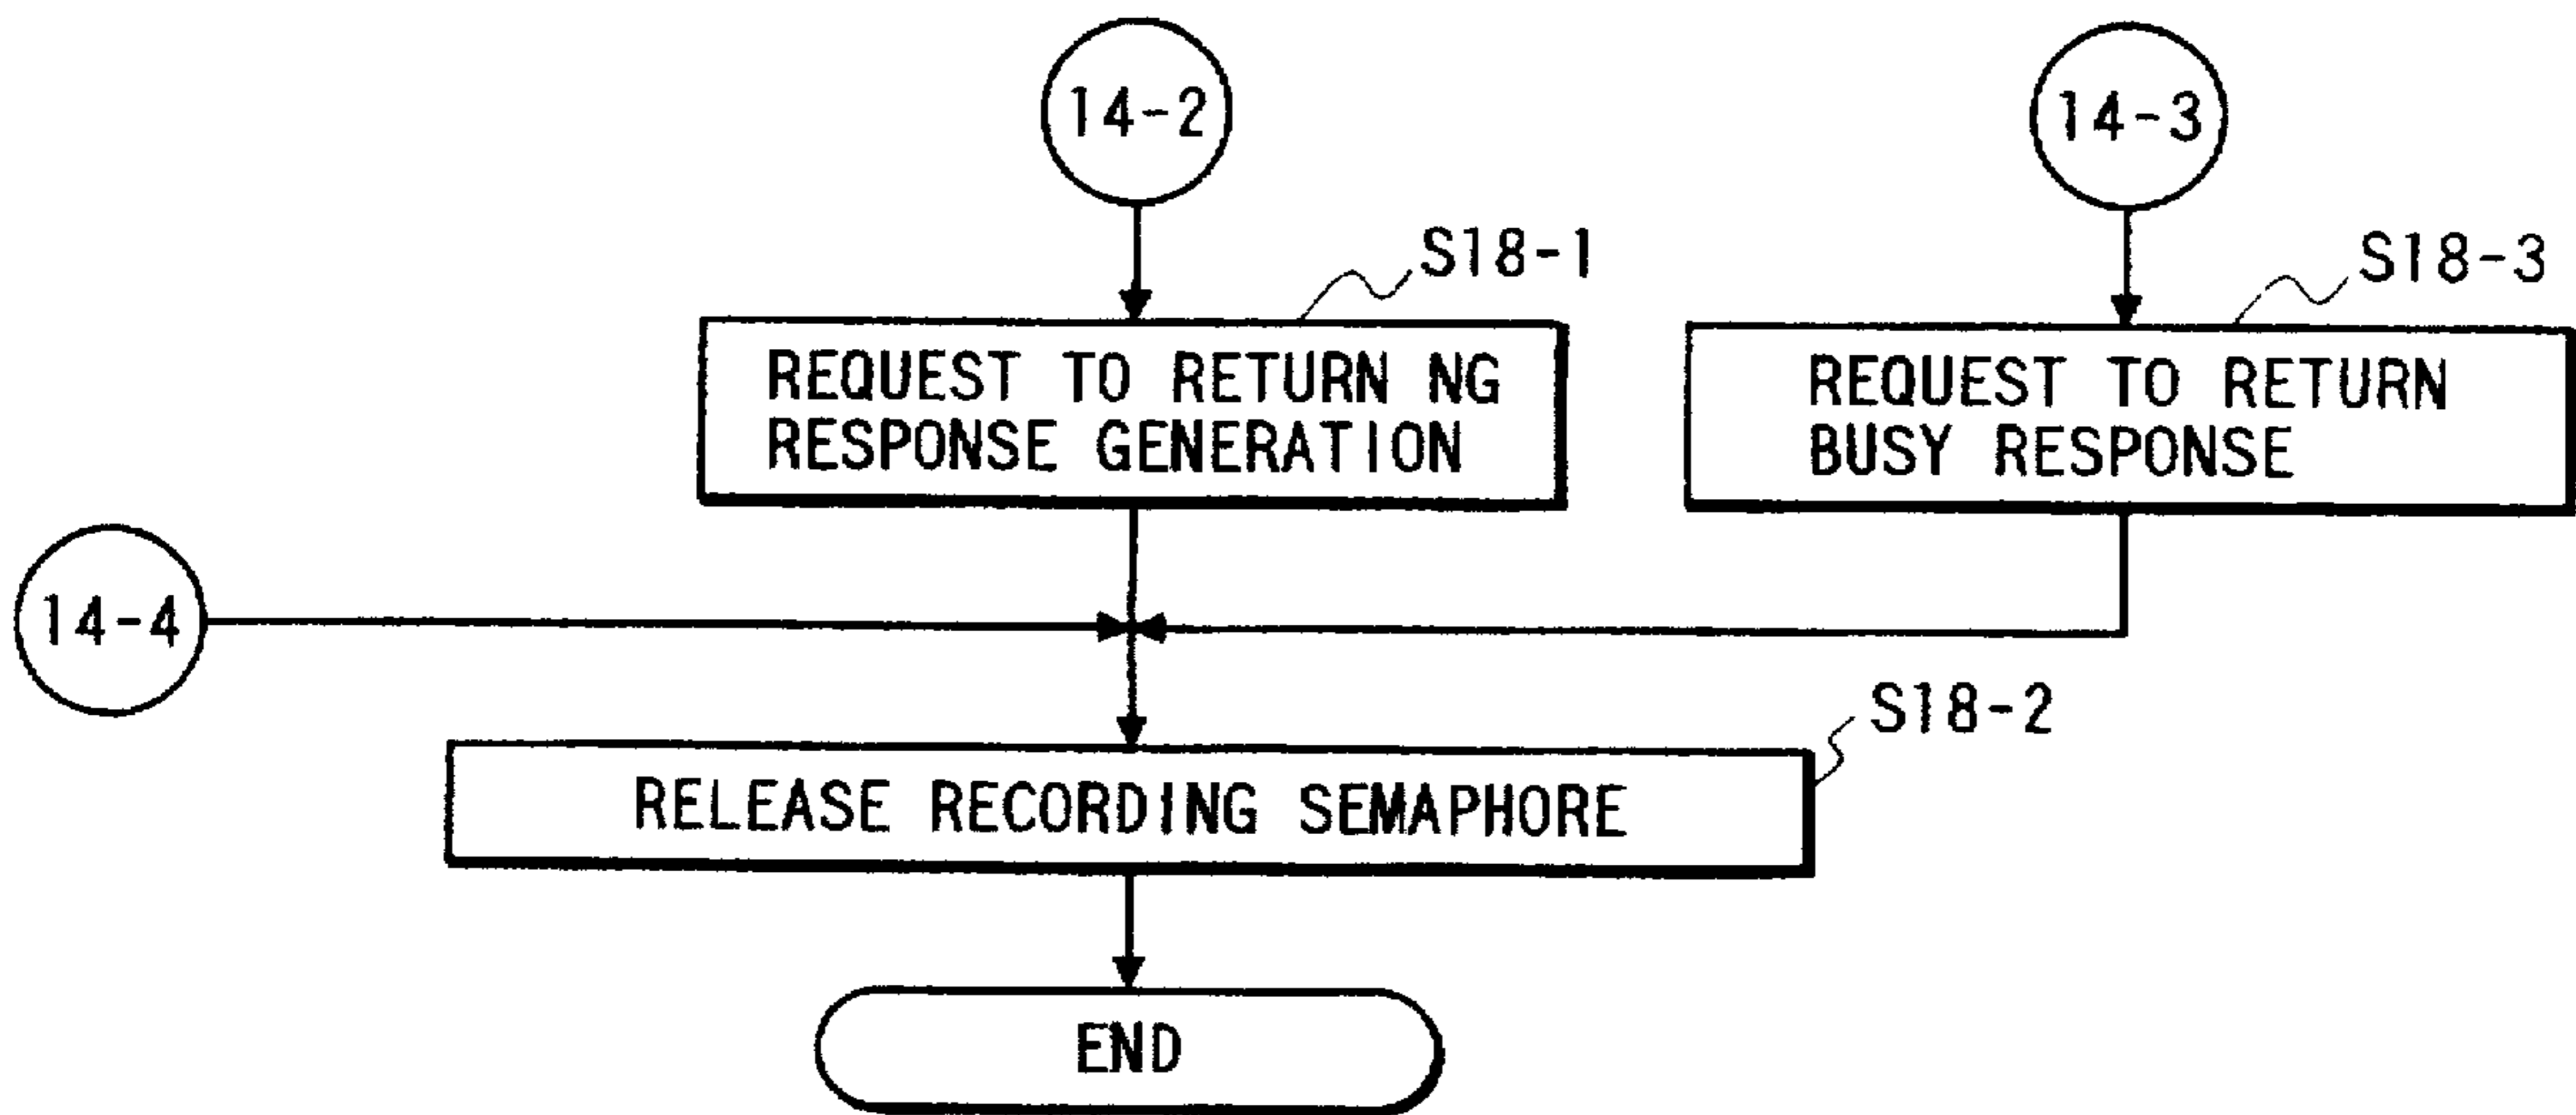 14-2
14-3
S18-1
S18-3
REQUEST TO RETURN NG
RESPONSE GENERATION
REQUEST TO RETURN
BUSY RESPONSE
14-4
S18-2
RELEASE RECORDING SEMAPHORE
END